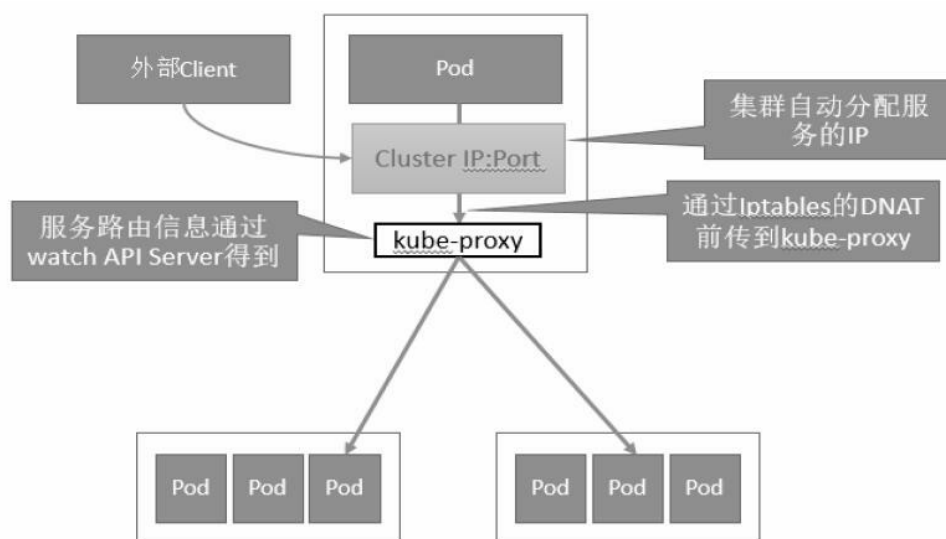 外部Client
Pod
集群自动分配服
务的IP
Cluster IP:Port
服务路由信息通过
watch API Server得到
通过Iptables的DNAT
前传到kube-proxy
kube-proxy
Pod
Pod
Pod
Pod
Pod
Pod